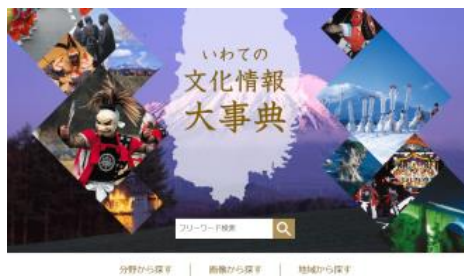 いわての
文化情報
大事典
フリーワード検索
分野から探す
画像から探す
地域から探す